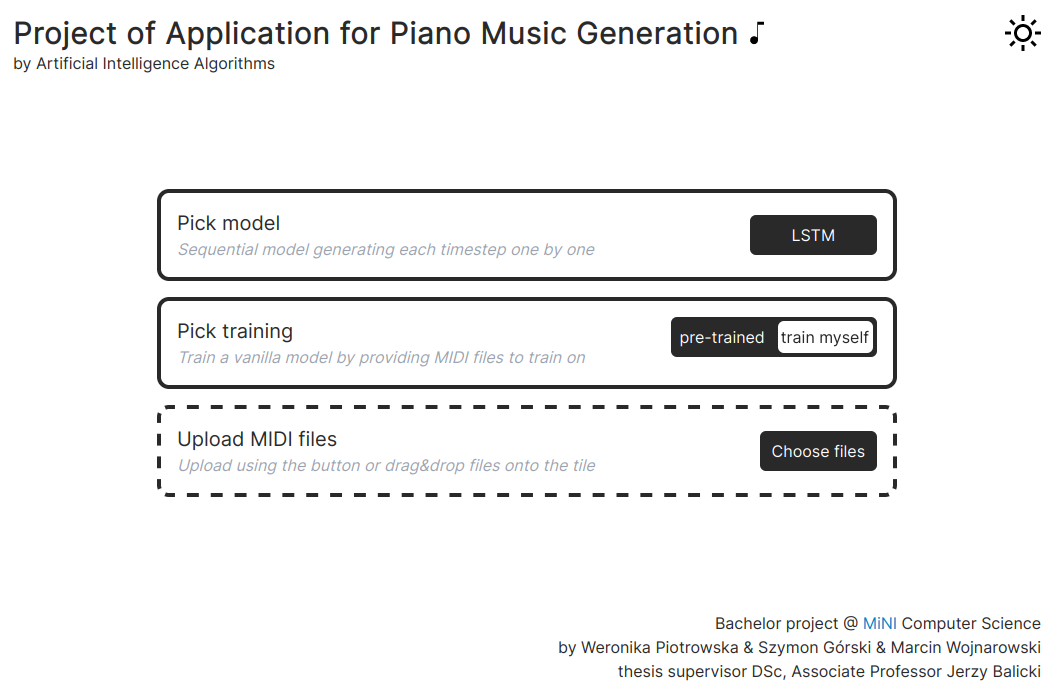 Project of Application for Piano Music Generation
by Artificial Intelligence Algorithms
Pick model
Sequential model generating each timestep one by one
LSTM
Pick training
Train a vanilla model by providing MIDI files to train on
pre-trained train myself
Upload MIDI files
Upload using the button or drag&drop files onto the tile
Choose files
Bachelor project @ MiNI Computer Science
by Weronika Piotrowska & Szymon Górski & Marcin Wojnarowski
thesis supervisor DSc, Associate Professor Jerzy Balicki